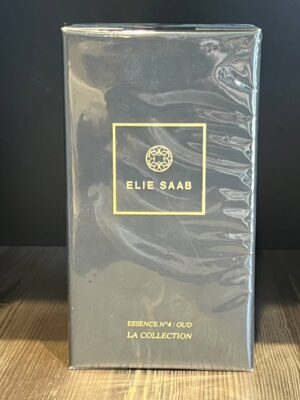 ELIE SAAB
ESSENCE N°4 : OUD
LA COLLECTION